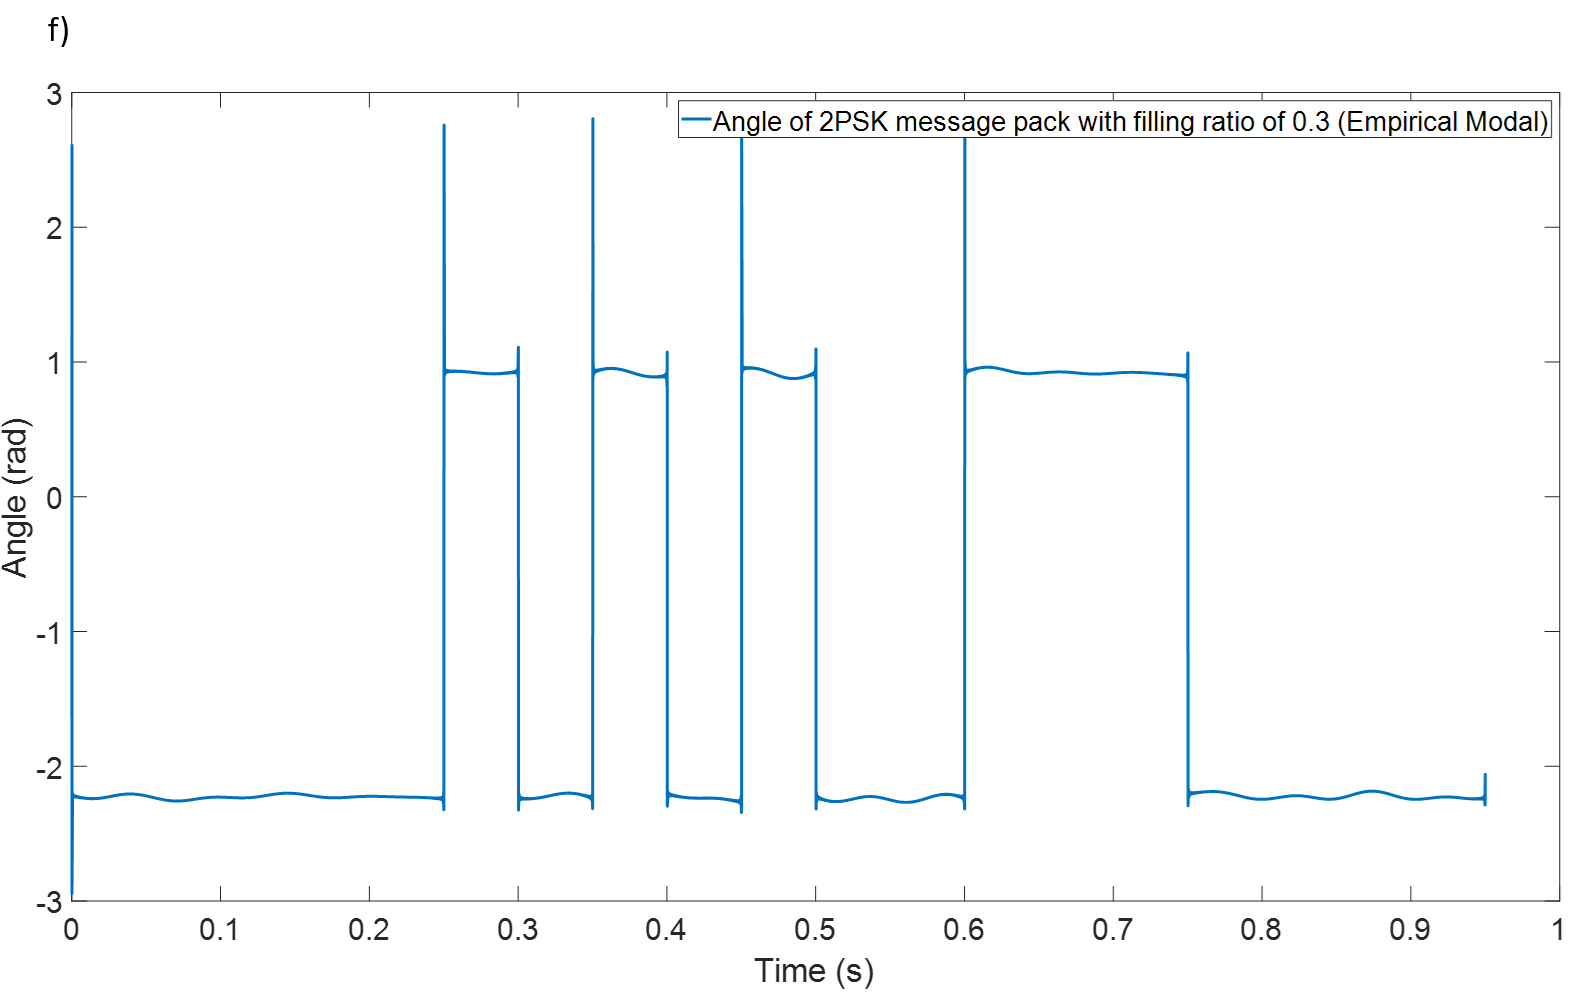 f)
Angle of 2PSK message pack with filling ratio of 0.3 (Empirical Modal)
3
2
1
0
-1
-2
-3
Angle (rad)
0 0.1 0.2 0.3 0.4 0.5 0.6 0.7 0.8 0.9 1
Time (s)